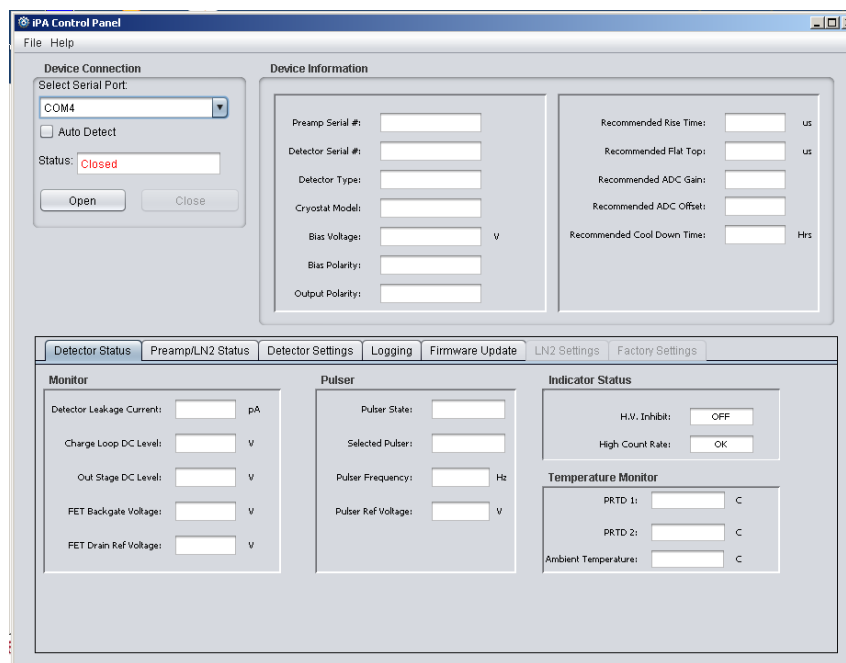 iPA Control Panel
File Help
Device Connection
Select Serial Port:
COM4
Auto Detect
Status: Closed
Open Close
Device Information
Preamp Serial #:
Detector Serial #:
Detector Type:
Cryostat Model:
Bias Voltage: V
Bias Polarity:
Output Polarity:
Recommended Rise Time: us
Recommended Flat Top: us
Recommended ADC Gain:
Recommended ADC Offset:
Recommended Cool Down Time: Hrs
Detector Status Preamp/LN2 Status Detector Settings Logging Firmware Update LN2 Settings Factory Settings
Monitor
Detector Leakage Current: pA
Charge Loop DC Level: V
Out Stage DC Level: V
FET Backgate Voltage: V
FET Drain Ref Voltage: V
Pulser
Pulser State:
Selected Pulser:
Pulser Frequency: Hz
Pulser Ref Voltage: V
Indicator Status
H.V. Inhibit: OFF
High Count Rate: OK
Temperature Monitor
PRTD 1: C
PRTD 2: C
Ambient Temperature: C